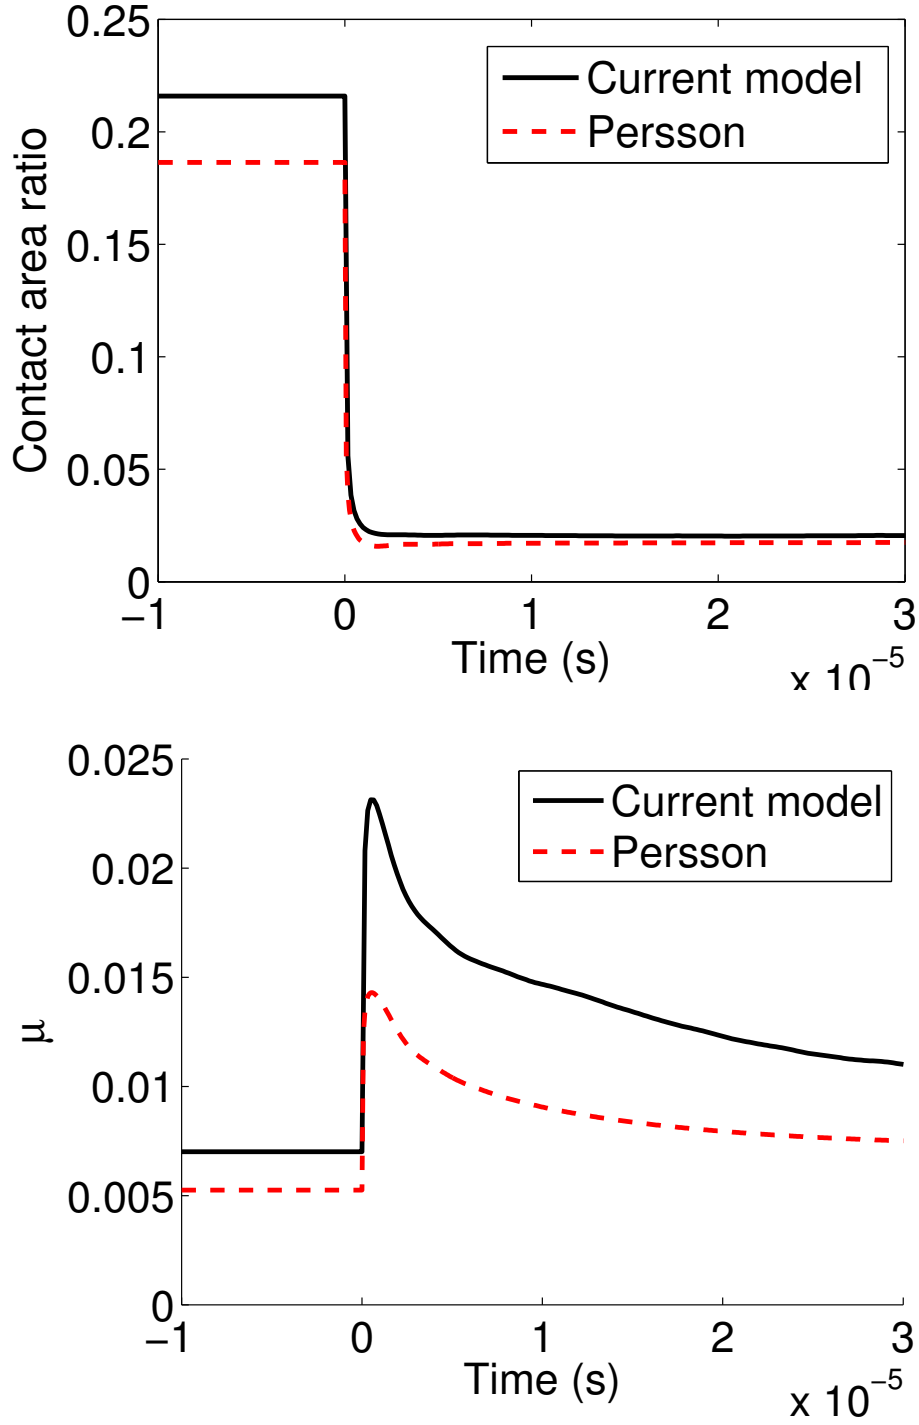 0.25
0.2
0.15
0.1
0.05
0
Contact area ratio
Current model
Persson
−1 0 1 2 3
Time (s)
x 10−5
0.025
0.02
0.015
0.01
0.005
0
μ
Current model
Persson
−1 0 1 2 3
Time (s)
x 10−5